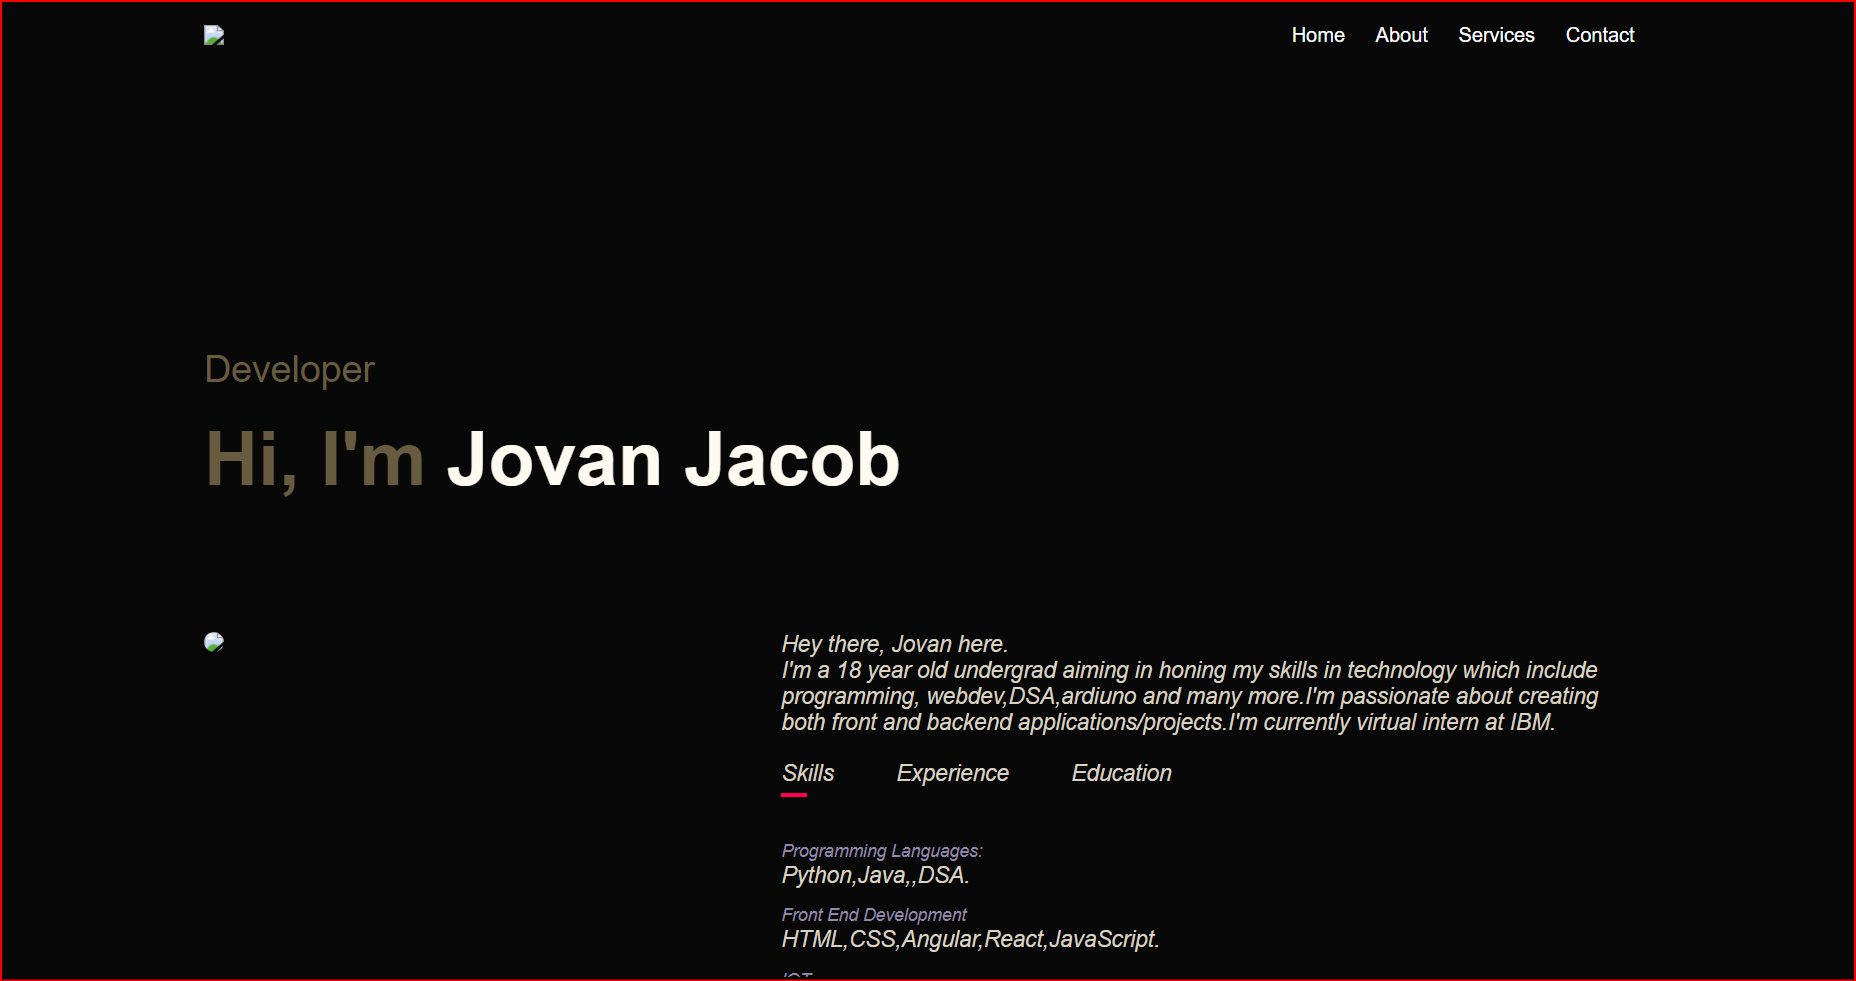 Home About Services Contact
Developer
Hi, I'm Jovan Jacob
Hey there, Jovan here.
I'm a 18 year old undergrad aiming in honing my skills in technology which include
programming, webdev,DSA,ardiuno and many more.I'm passionate about creating
both front and backend applications/projects.I'm currently virtual intern at IBM.
Skills Experience Education
Programming Languages:
Python,Java,,DSA.
Front End Development
HTML,CSS,Angular,React,JavaScript.